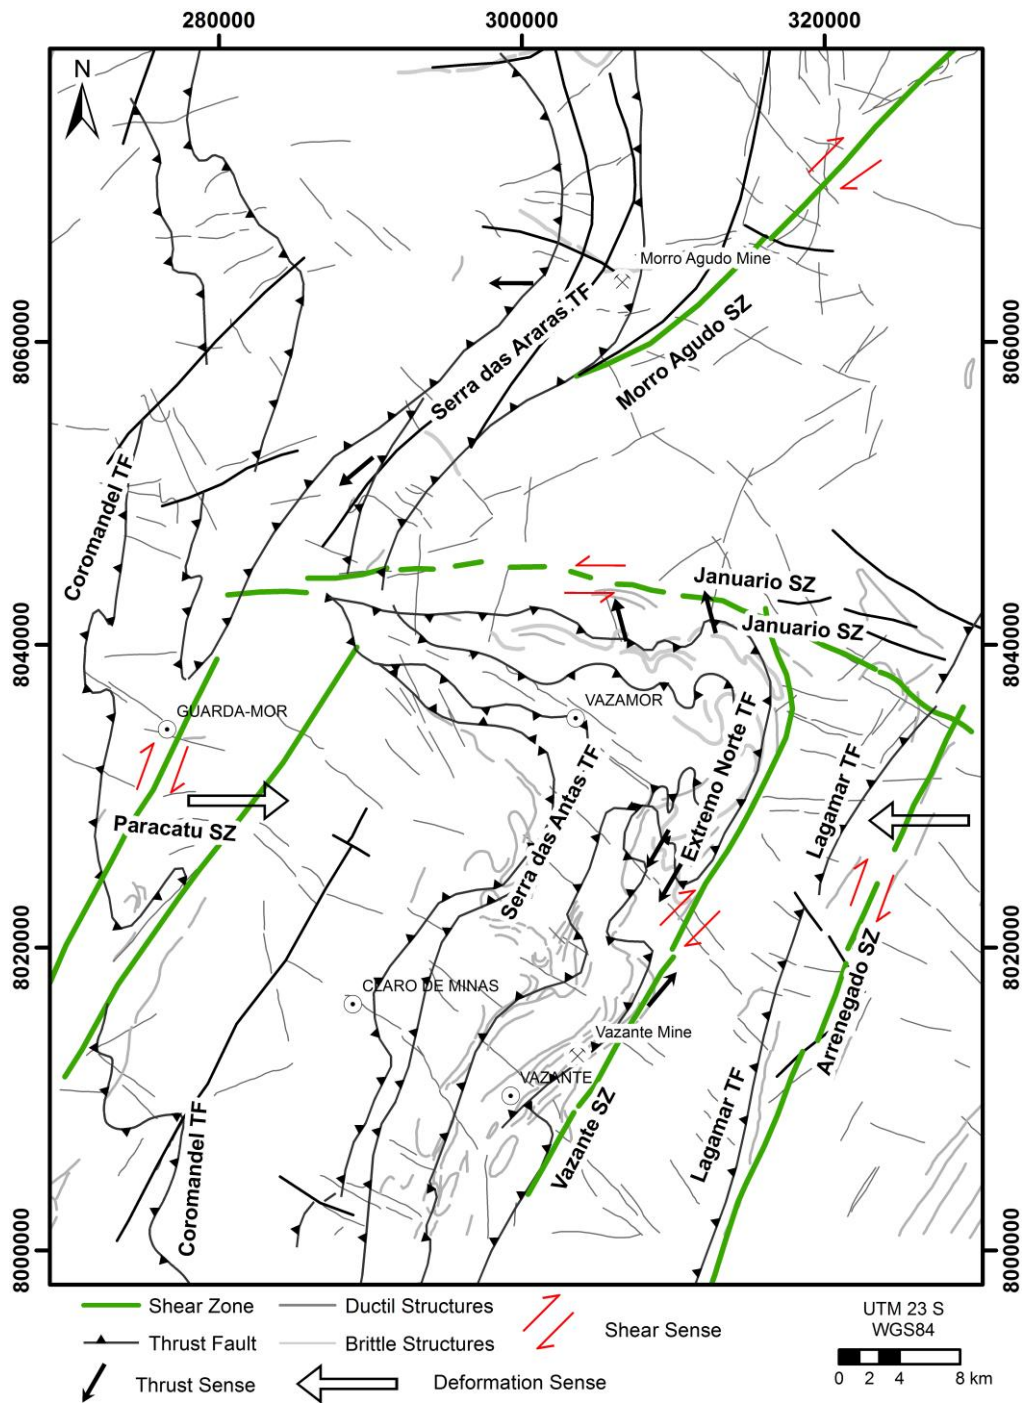 280000
300000
320000
N
Morro Agudo Mine
8060000
8060000
Serra das Araras TF
Morro Agudo SZ
Coromandel TF
Januario SZ
Januario SZ
8040000
8040000
GUARDA-MOR
VAZAMOR
Extremo Norte TF
Lagamar TF
Serra das Antas TF
Paracatu SZ
8020000
8020000
CLARO DE MINAS
Arrenegado SZ
Vazante Mine
VAZANTE
Vazante SZ
Lagamar TF
Coromandel TF
8000000
8000000
Shear Zone
Ductil Structures
Shear Sense
UTM 23 S
WGS84
Thrust Fault
Brittle Structures
Thrust Sense
Deformation Sense
0 2 4 8 km